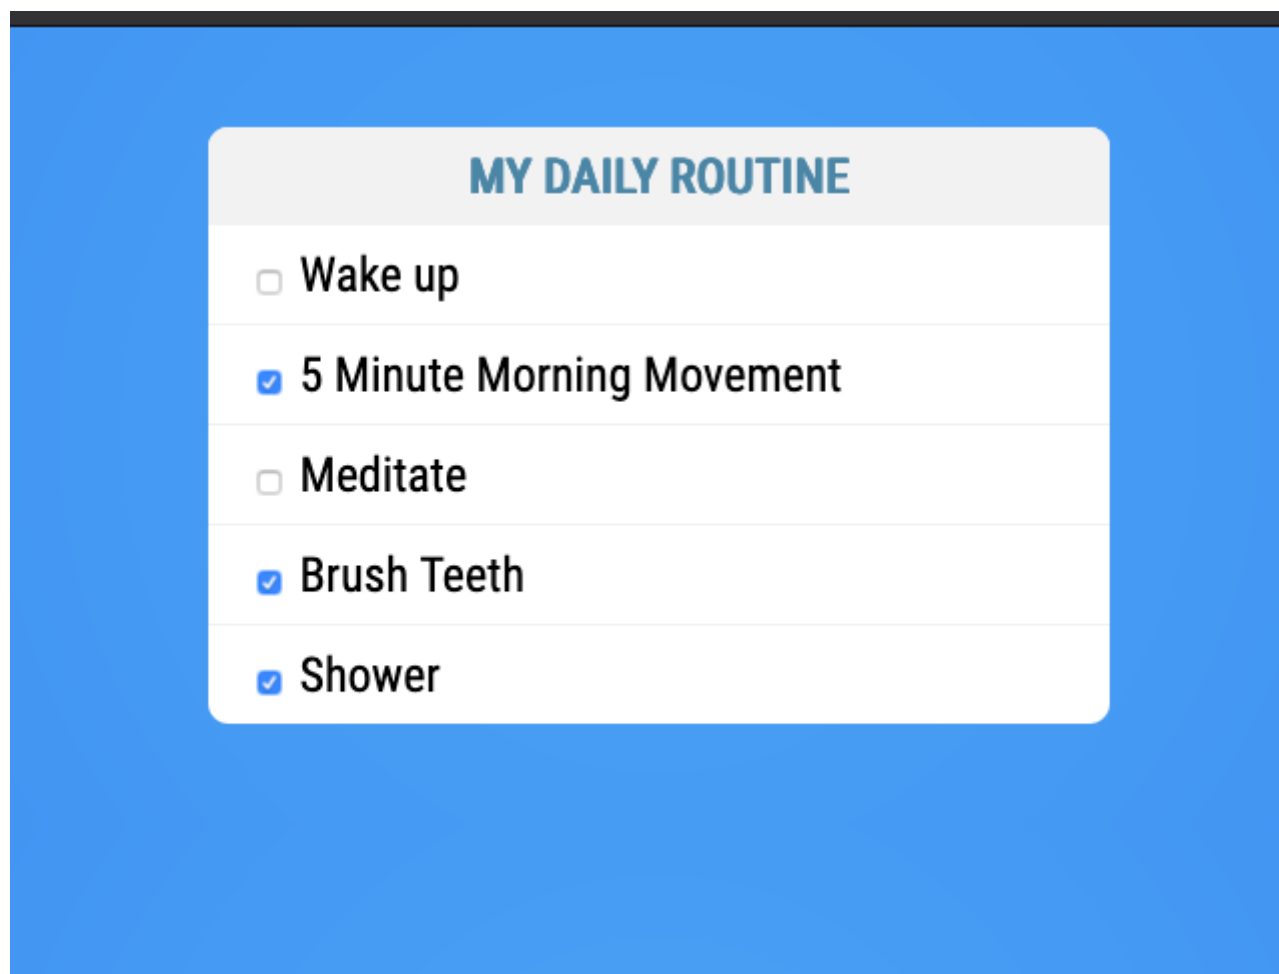 MY DAILY ROUTINE
Wake up
5 Minute Morning Movement
Meditate
Brush Teeth
Shower